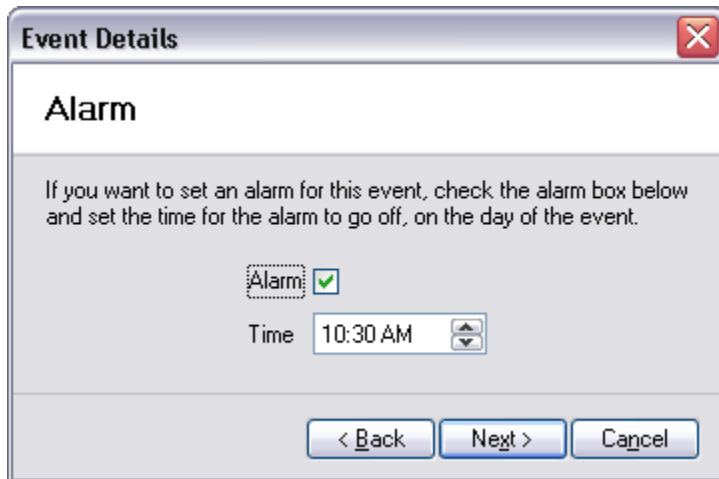 Event Details
Alarm
If you want to set an alarm for this event, check the alarm box below
and set the time for the alarm to go off, on the day of the event.
Alarm
Time 10:30 AM
< Back Next > Cancel